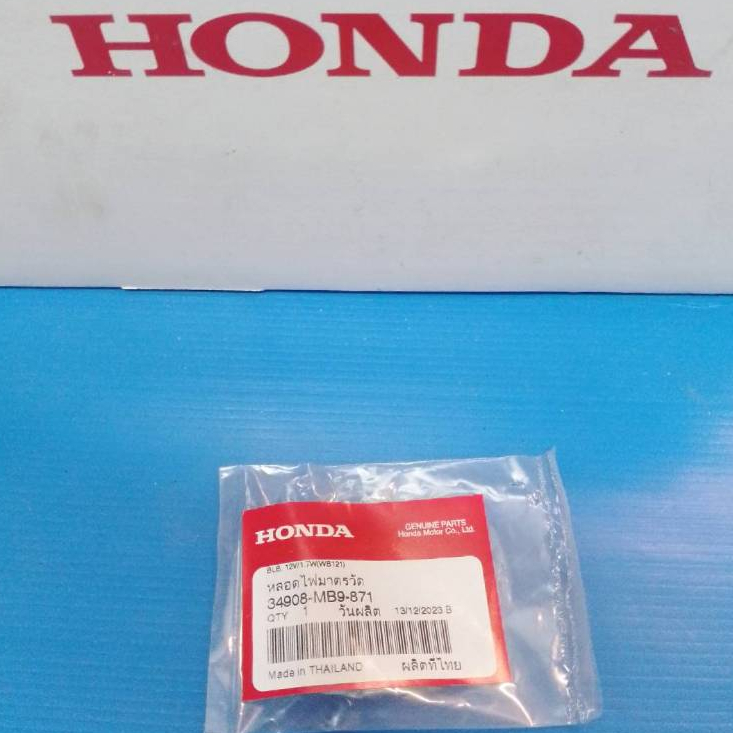 HONDA
HONDA
GENUINE PARTS
Honda Motor Co., Ltd.
BLB, 12V/1.7W(WB121)
หลอดไฟมาตรวัด
34908-MB9-871
QTY 1 วันผลิต 13/12/2023.B
Made in THAILAND ผลิตที่ไทย